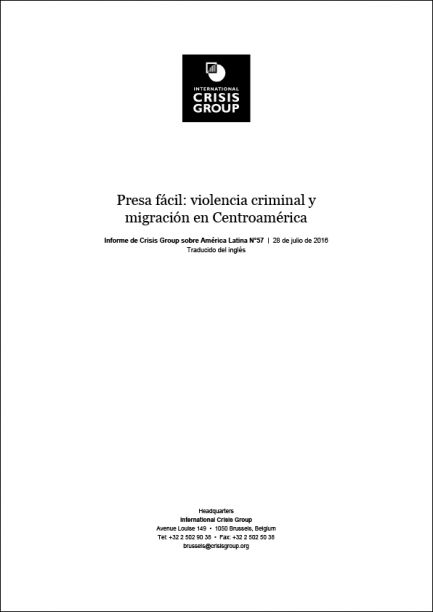 INTERNATIONAL
CRISIS
GROUP
Presa fácil: violencia criminal y
migración en Centroamérica
Informe de Crisis Group sobre América Latina N°57 | 28 de julio de 2016
Traducido del inglés
Headquarters
International Crisis Group
Avenue Louise 149 • 1050 Brussels, Belgium
Tel: +32 2 502 90 38 • Fax: +32 2 502 50 38
brussels@crisisgroup.org